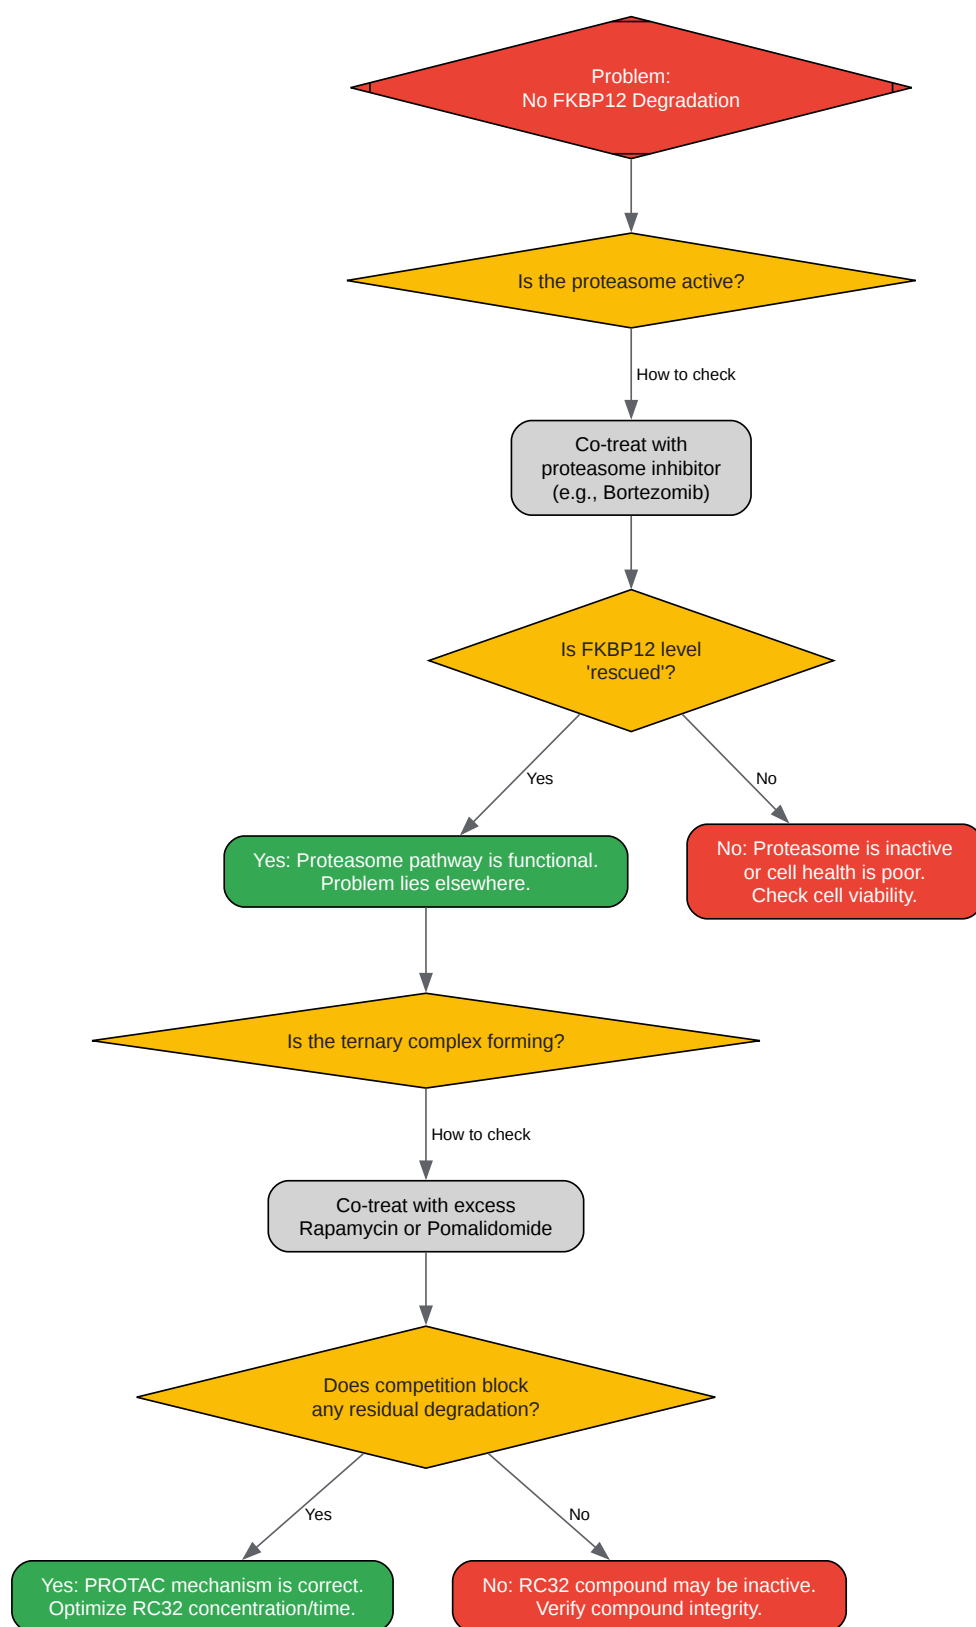 Problem:
No FKBP12 Degradation
Is the proteasome active?
How to check
Co-treat with
proteasome inhibitor
(e.g., Bortezomib)
Is FKBP12 level
'rescued'?
Yes
No
Yes: Proteasome pathway is functional.
Problem lies elsewhere.
No: Proteasome is inactive
or cell health is poor.
Check cell viability.
Is the ternary complex forming?
How to check
Co-treat with excess
Rapamycin or Pomalidomide
Does competition block
any residual degradation?
Yes
No
Yes: PROTAC mechanism is correct.
Optimize RC32 concentration/time.
No: RC32 compound may be inactive.
Verify compound integrity.